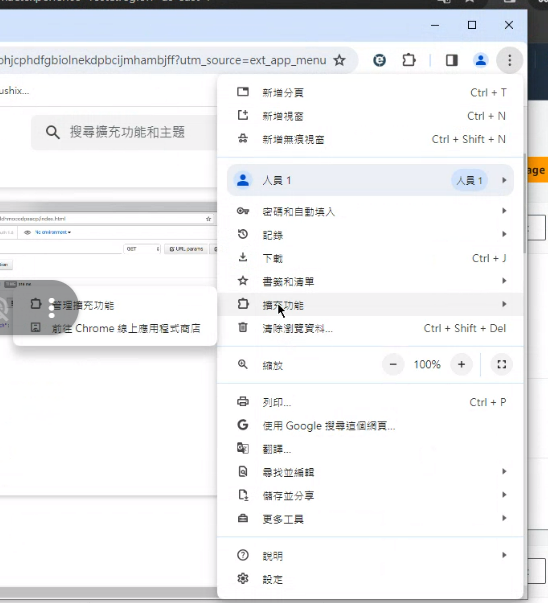 phjcphdfgbiolnekdpbcijmhambjff?utm_source=ext_app_menu
ushix...
搜尋擴充功能和主題
新增分頁 Ctrl + T
新增視窗 Ctrl + N
新增無痕視窗 Ctrl + Shift + N
人員 1 人員 1
age
密碼和自動填入
記錄
下載 Ctrl + J
書籤和清單
擴充功能
清除瀏覽資料... Ctrl + Shift + Del
No environment
GET URL params
管理擴充功能
前往 Chrome 線上應用程式商店
縮放 − 100% +
列印... Ctrl + P
使用 Google 搜尋這個網頁...
翻譯...
尋找並編輯
儲存並分享
更多工具
說明
設定